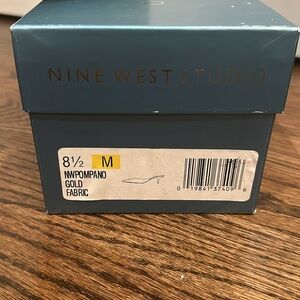 NINE WEST STUDIO
8½ M
NWPOMPANO
GOLD
FABRIC
0 19841 37409 6